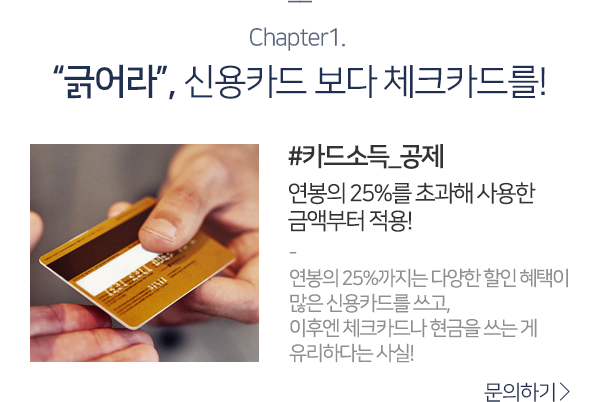 Chapter1.
“긁어라”, 신용카드 보다 체크카드를!
#카드소득_공제
연봉의 25%를 초과해 사용한
금액부터 적용!
-
연봉의 25%까지는 다양한 할인 혜택이
많은 신용카드를 쓰고,
이후엔 체크카드나 현금을 쓰는 게
유리하다는 사실!
문의하기 >